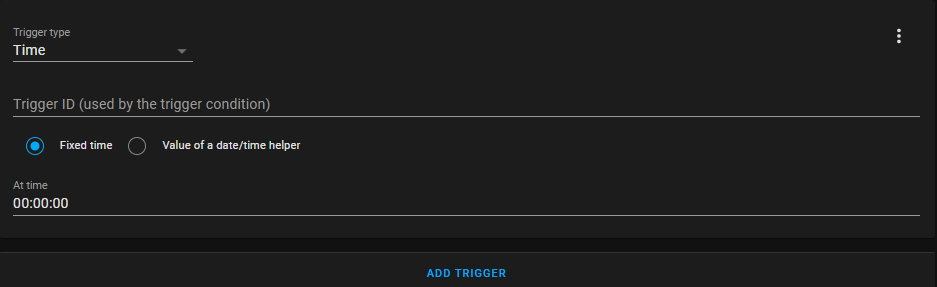 Trigger type
Time
Trigger ID (used by the trigger condition)
Fixed time Value of a date/time helper
At time
00:00:00
ADD TRIGGER